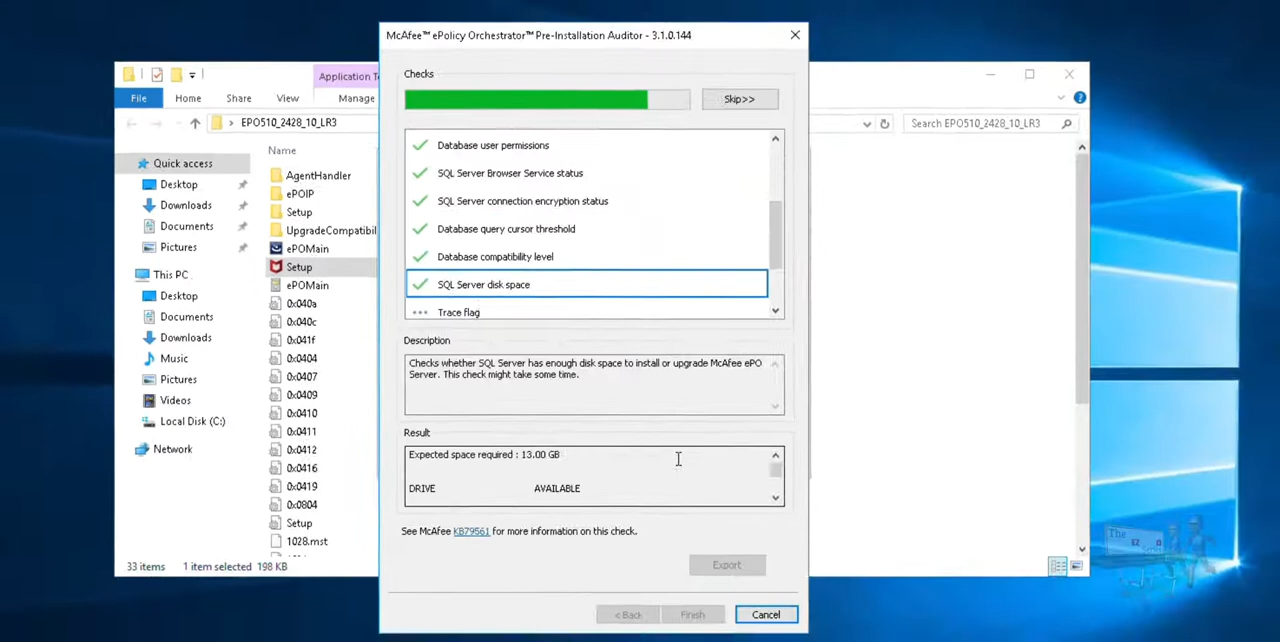 McAfee™ ePolicy Orchestrator™ Pre-Installation Auditor - 3.1.0.144
Checks
Skip>>
Database user permissions
SQL Server Browser Service status
SQL Server connection encryption status
Database query cursor threshold
Database compatibility level
SQL Server disk space
Trace flag
Description
Checks whether SQL Server has enough disk space to install or upgrade McAfee ePO
Server. This check might take some time.
Result
Expected space required : 13.00 GB
DRIVE AVAILABLE
See McAfee KB79561 for more information on this check.
Export
< Back
Finish
Cancel
Application
File
Home
Share
View
Manage
EPO510_2428_10_LR3
Search EPO510_2428_10_LR3
Quick access
Desktop
Downloads
Documents
Pictures
This PC
Desktop
Documents
Downloads
Music
Pictures
Videos
Local Disk (C:)
Network
Name
AgentHandler
ePOIP
Setup
UpgradeCompatibil
ePOMain
Setup
ePOMain
0x040a
0x040c
0x041f
0x0404
0x0407
0x0409
0x0410
0x0411
0x0412
0x0416
0x0419
0x0804
Setup
1028.mst
33 items
1 item selected 198 KB
The